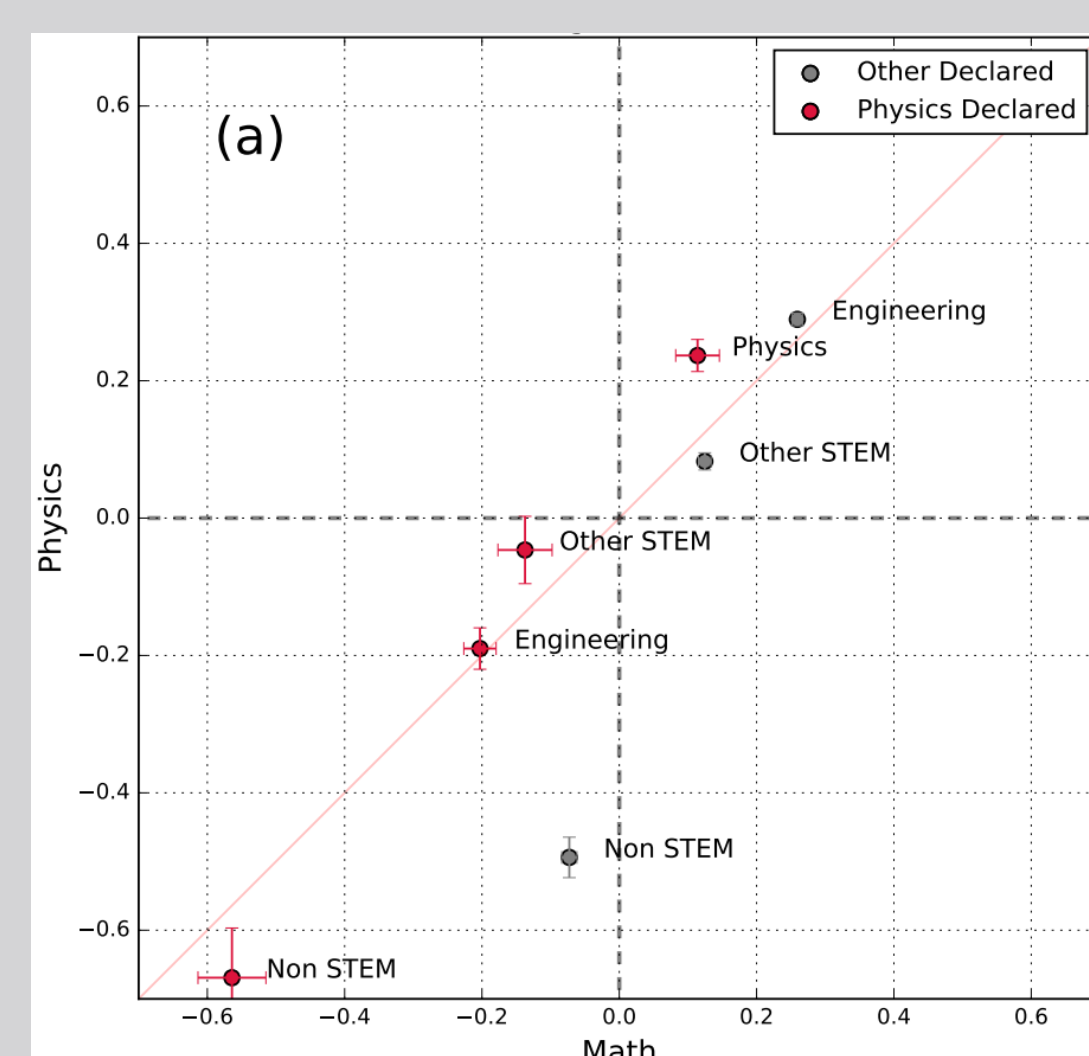 Other Declared
Physics Declared
(a)
0.6
0.4
0.2
0.0
−0.2
−0.4
−0.6
Physics
Engineering
Physics
Other STEM
Other STEM
Engineering
Non STEM
Non STEM
−0.6 −0.4 −0.2 0.0 0.2 0.4 0.6
Math